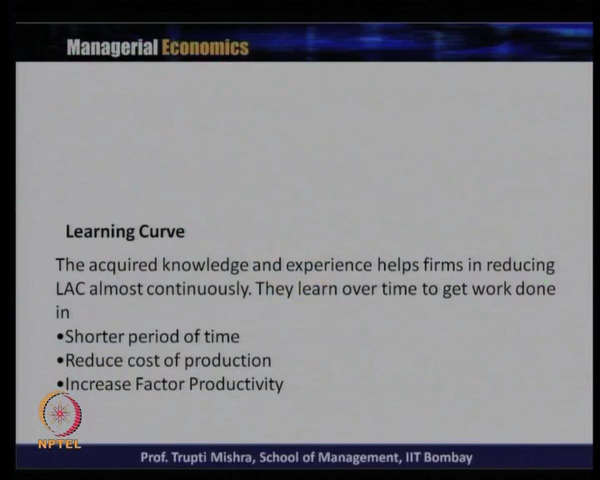 Managerial Economics
Learning Curve
The acquired knowledge and experience helps firms in reducing
LAC almost continuously. They learn over time to get work done
in
•Shorter period of time
•Reduce cost of production
•Increase Factor Productivity
NPTEL
Prof. Trupti Mishra, School of Management, IIT Bombay